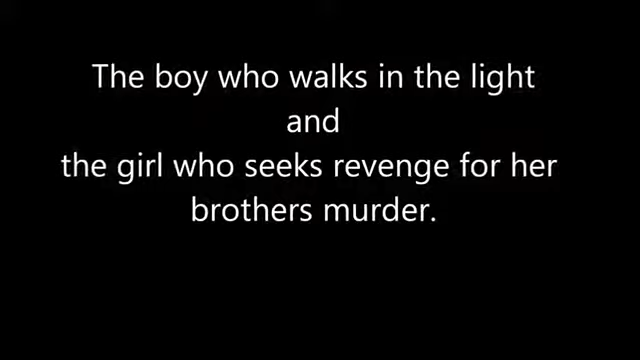 The boy who walks in the light
and
the girl who seeks revenge for her
brothers murder.